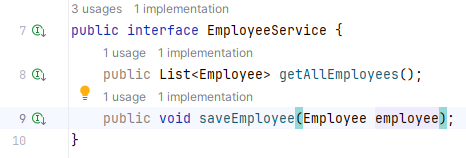 3 usages 1 implementation
7 public interface EmployeeService {
1 usage 1 implementation
8 public List<Employee> getAllEmployees();
1 usage 1 implementation
9 public void saveEmployee(Employee employee);
10 }